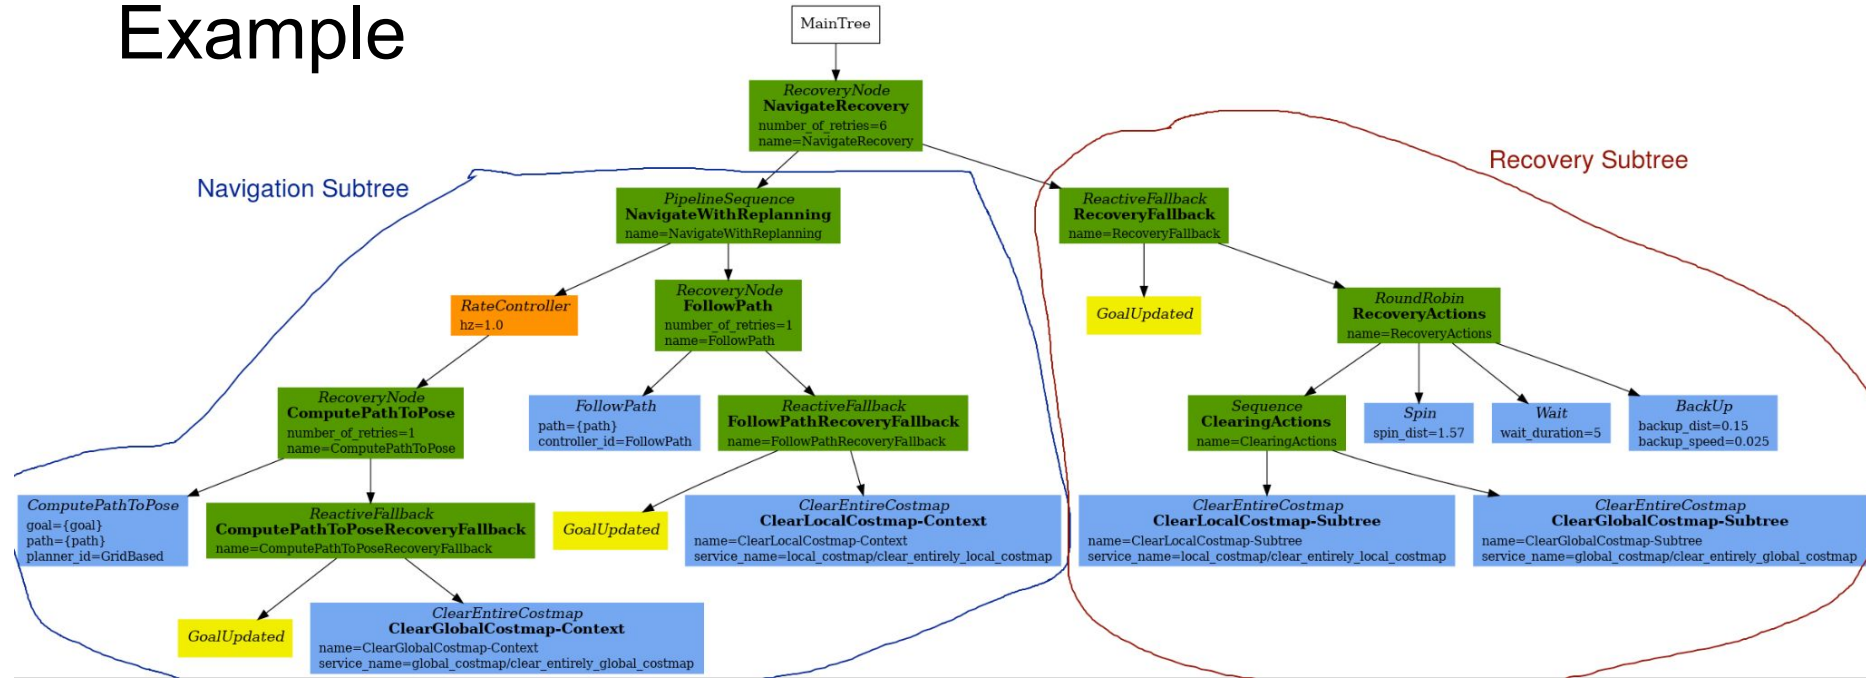 Example
MainTree
RecoveryNode
NavigateRecovery
number_of_retries=6
name=NavigateRecovery
Navigation Subtree
Recovery Subtree
PipelineSequence
NavigateWithReplanning
name=NavigateWithReplanning
ReactiveFallback
RecoveryFallback
name=RecoveryFallback
RateController
hz=1.0
RecoveryNode
FollowPath
number_of_retries=1
name=FollowPath
GoalUpdated
RoundRobin
RecoveryActions
name=RecoveryActions
RecoveryNode
ComputePathToPose
number_of_retries=1
name=ComputePathToPose
FollowPath
path={path}
controller_id=FollowPath
ReactiveFallback
FollowPathRecoveryFallback
name=FollowPathRecoveryFallback
Sequence
ClearingActions
name=ClearingActions
Spin
spin_dist=1.57
Wait
wait_duration=5
BackUp
backup_dist=0.15
backup_speed=0.025
ComputePathToPose
goal={goal}
path={path}
planner_id=GridBased
ReactiveFallback
ComputePathToPoseRecoveryFallback
name=ComputePathToPoseRecoveryFallback
GoalUpdated
ClearEntireCostmap
ClearLocalCostmap-Context
name=ClearLocalCostmap-Context
service_name=local_costmap/clear_entirely_local_costmap
ClearEntireCostmap
ClearLocalCostmap-Subtree
name=ClearLocalCostmap-Subtree
service_name=local_costmap/clear_entirely_local_costmap
ClearEntireCostmap
ClearGlobalCostmap-Subtree
name=ClearGlobalCostmap-Subtree
service_name=global_costmap/clear_entirely_global_costmap
GoalUpdated
ClearEntireCostmap
ClearGlobalCostmap-Context
name=ClearGlobalCostmap-Context
service_name=global_costmap/clear_entirely_global_costmap